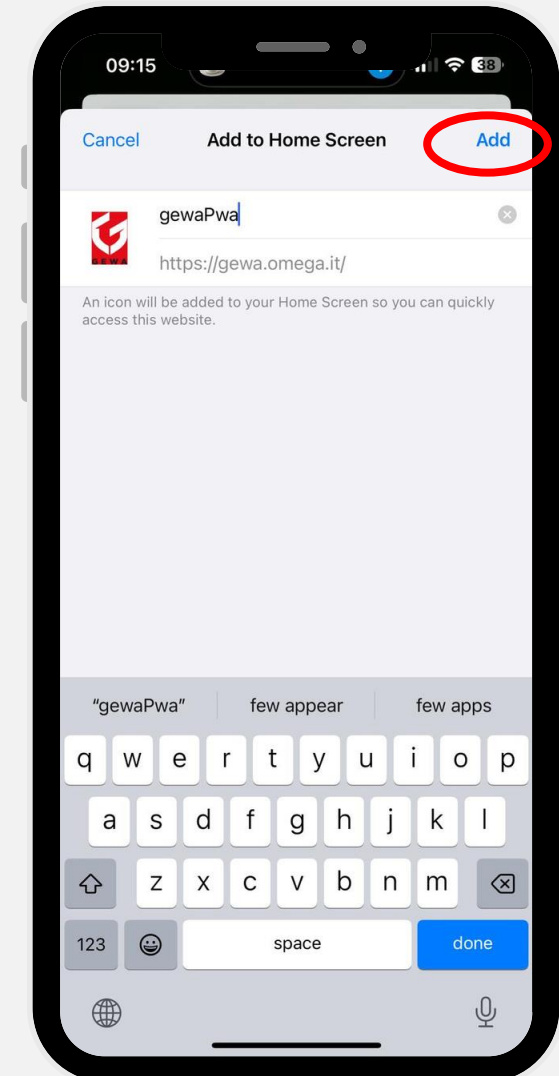 09:15
38
Cancel Add to Home Screen Add
gewaPwa
GEWA
https://gewa.omega.it/
An icon will be added to your Home Screen so you can quickly
access this website.
“gewaPwa” few appear few apps
q w e r t y u i o p
a s d f g h j k l
z x c v b n m
123 space done